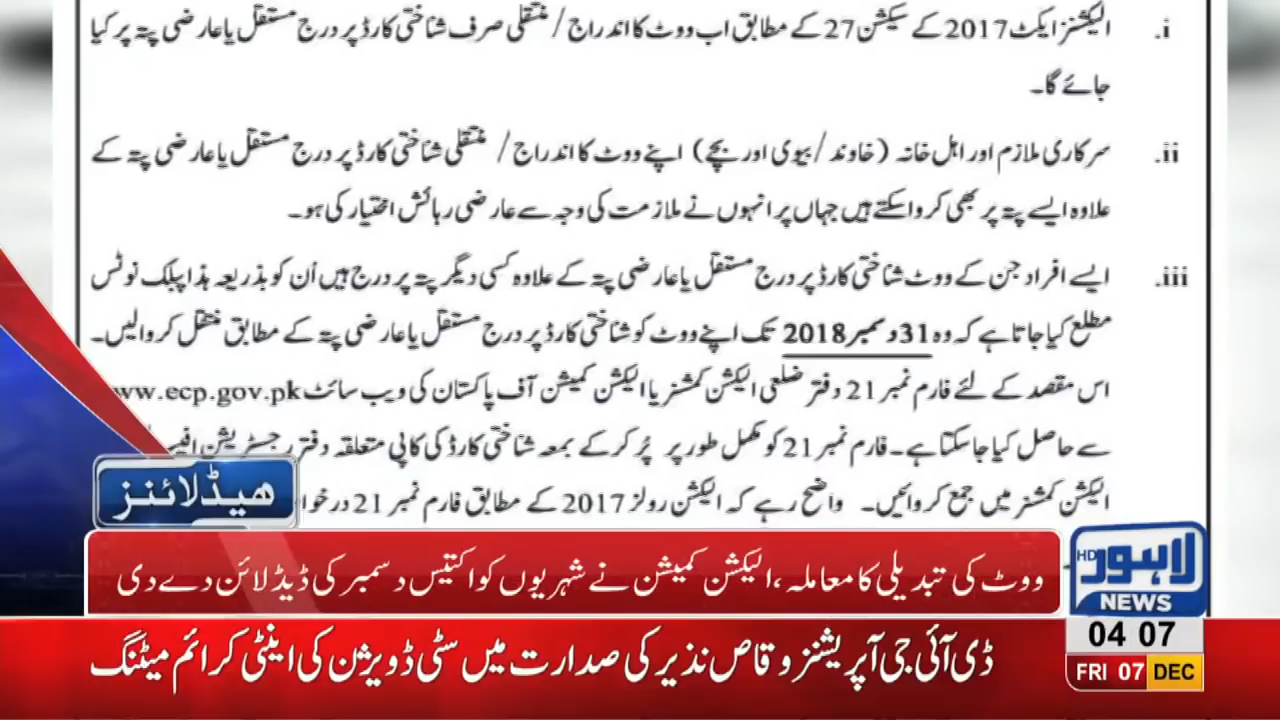 i. الیکشنز ایکٹ 2017 کے سیکشن 27 کے مطابق اب ووٹ کا اندراج / منتقلی صرف شناختی کارڈ پر درج مستقل یا عارضی پتہ پر کیا
جائے گا۔
ii. سرکاری ملازم اور اہل خانہ (خاوند/بیوی اور بچے) اپنے ووٹ کا اندراج / منتقلی شناختی کارڈ پر درج مستقل یا عارضی پتہ کے
علاوہ ایسے پتہ پر بھی کروا سکتے ہیں جہاں پر انہوں نے ملازمت کی وجہ سے عارضی رہائش اختیار کی ہو۔
iii. ایسے افراد جن کے ووٹ شناختی کارڈ پر درج مستقل یا عارضی پتہ کے علاوہ کسی دیگر پتہ پر درج ہیں اُن کو بذریعہ ہذا پبلک نوٹس
مطلع کیا جاتا ہے کہ وہ 31 دسمبر 2018 تک اپنے ووٹ کو شناختی کارڈ پر درج مستقل یا عارضی پتہ کے مطابق منتقل کروالیں۔
اس مقصد کے لئے فارم نمبر 21 دفتر ضلعی الیکشن کمشنر یا الیکشن کمیشن آف پاکستان کی ویب سائٹ www.ecp.gov.pk
سے حاصل کیا جاسکتا ہے۔ فارم نمبر 21 کو مکمل طور پر پُر کر کے بمعہ شناختی کارڈ کی کاپی متعلقہ دفتر رجسٹریشن
الیکشن کمشنر میں جمع کروائیں۔ واضح رہے کہ الیکشن رولز 2017 کے مطابق فارم نمبر 21
ہیڈلائنز
ووٹ کی تبدیلی کا معاملہ، الیکشن کمیشن نے شہریوں کو اکتیس دسمبر کی ڈیڈ لائن دے دی
لاہور HD
NEWS
04 07
ڈی آئی جی آپریشنز وقاص نذیر کی صدارت میں سٹی ڈویژن کی اینٹی کرائم میٹنگ
FRI 07 DEC